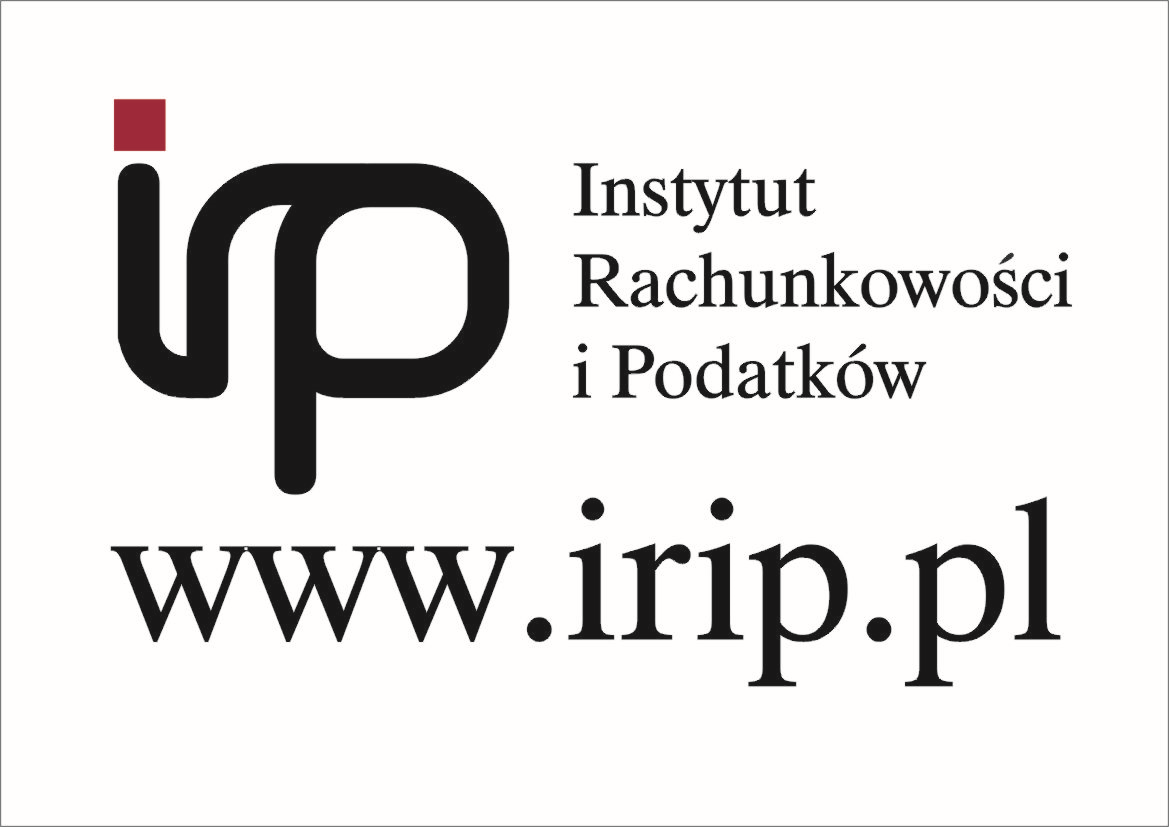 irp
Instytut
Rachunkowości
i Podatków
www.irip.pl